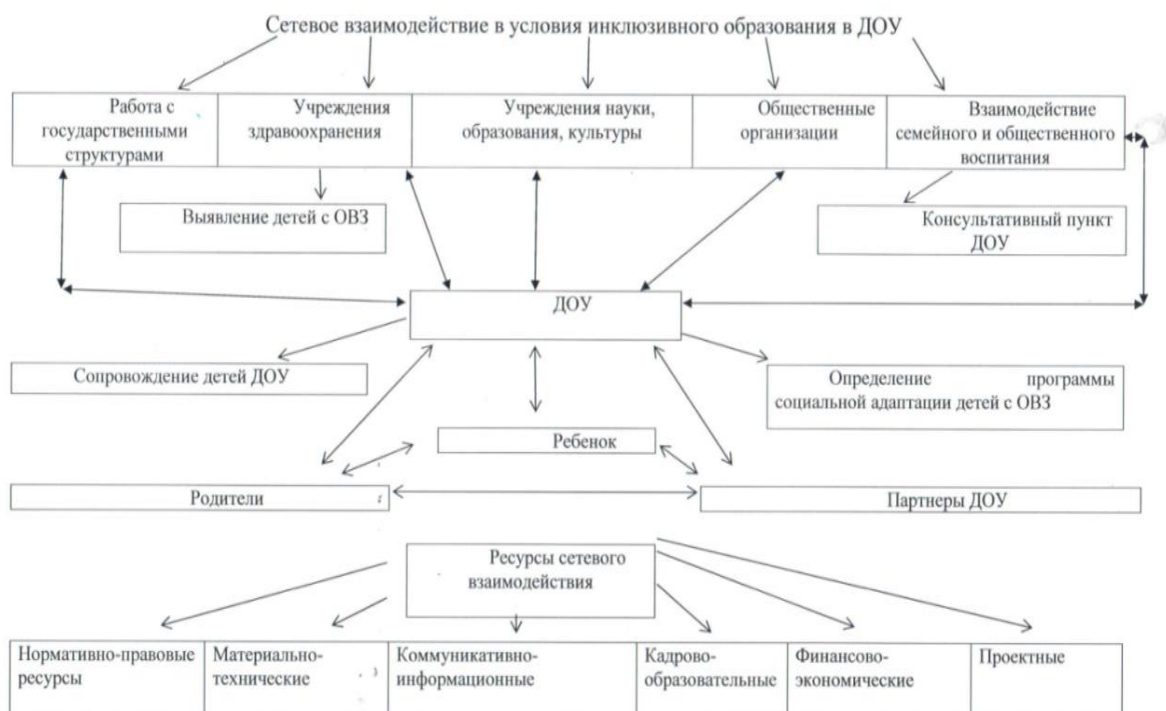 Сетевое взаимодействие в условия инклюзивного образования в ДОУ
Работа с
государственными
структурами
Учреждения
здравоохранения
Учреждения науки,
образования, культуры
Общественные
организации
Взаимодействие
семейного и общественного
воспитания
Выявление детей с ОВЗ
Консультативный пункт
ДОУ
ДОУ
Сопровождение детей ДОУ
Определение программы
социальной адаптации детей с ОВЗ
Ребенок
Родители
Партнеры ДОУ
Ресурсы сетевого
взаимодействия
Нормативно-правовые
ресурсы
Материально-
технические
Коммуникативно-
информационные
Кадрово-
образовательные
Финансово-
экономические
Проектные